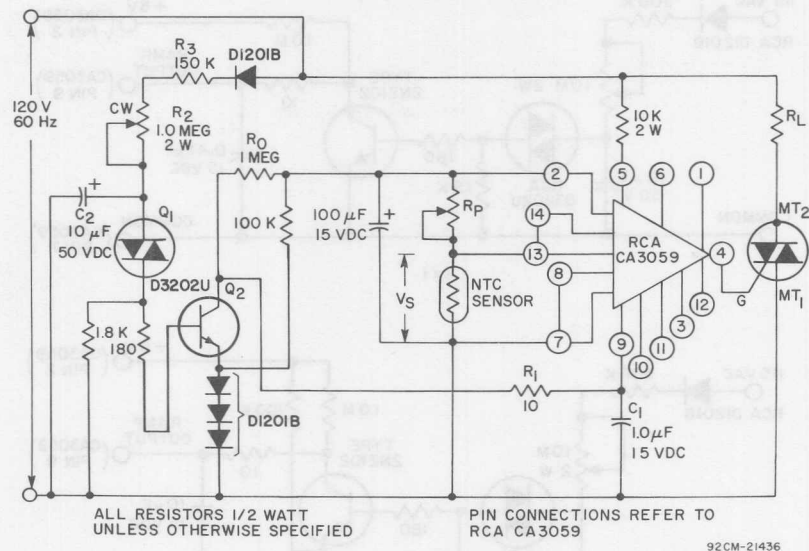 120 V
60 Hz
R3
150 K
D1201B
CW
R2
1.0 MEG
2 W
C2
10 µF
50 VDC
Q1
D3202U
RO
1 MEG
100 K
Q2
1.8 K
180
D1201B
100 µF
15 VDC
RP
VS
NTC
SENSOR
R1
10
C1
1.0 µF
15 VDC
10 K
2 W
2
5
6
1
14
13
8
7
9
10
11
3
12
4
RCA
CA3059
G
RL
MT2
MT1
ALL RESISTORS 1/2 WATT
UNLESS OTHERWISE SPECIFIED
PIN CONNECTIONS REFER TO
RCA CA3059
92CM-21436